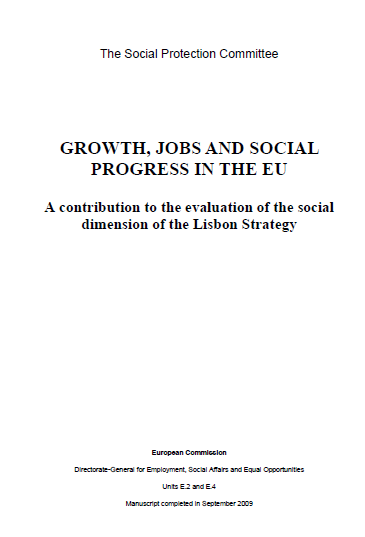 The Social Protection Committee
GROWTH, JOBS AND SOCIAL
PROGRESS IN THE EU
A contribution to the evaluation of the social
dimension of the Lisbon Strategy
European Commission
Directorate-General for Employment, Social Affairs and Equal Opportunities
Units E.2 and E.4
Manuscript completed in September 2009